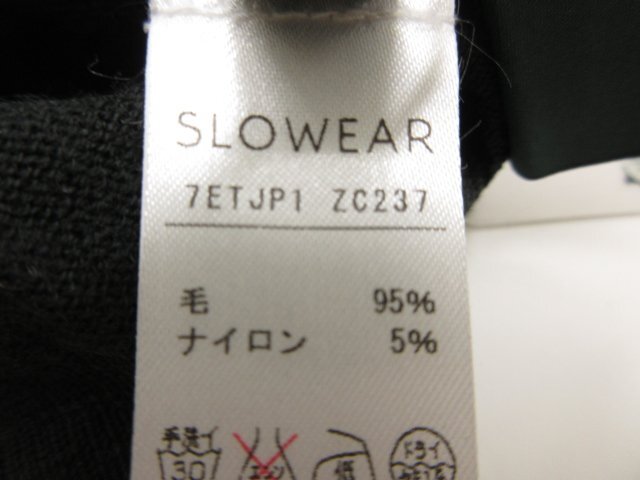 SLOWEAR
7ETJP1 ZC237
毛 95%
ナイロン 5%
手洗イ 低 ドライ
30